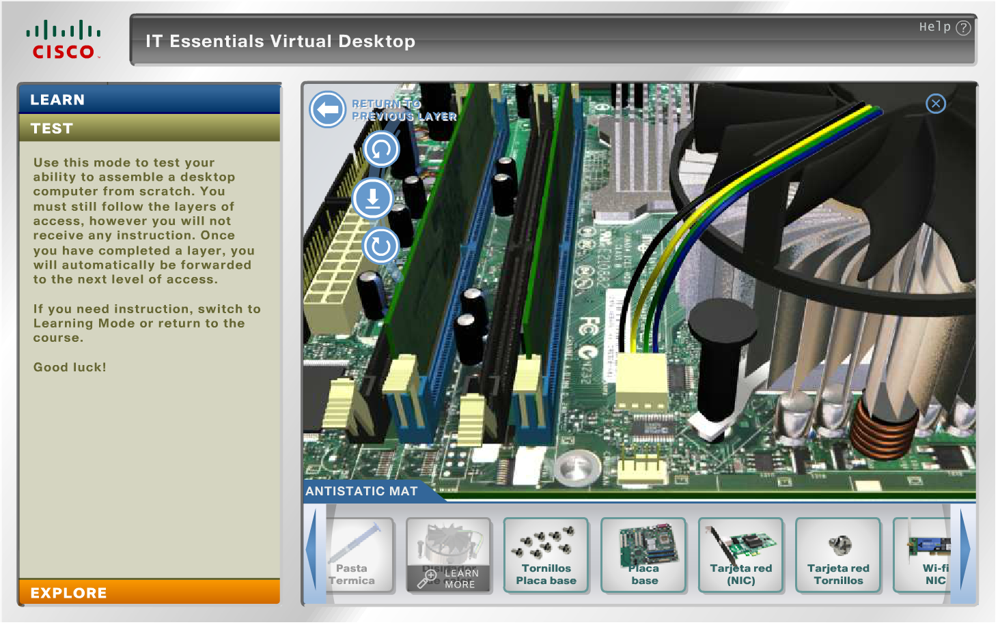 CISCO
IT Essentials Virtual Desktop
Help ?
LEARN
TEST
Use this mode to test your
ability to assemble a desktop
computer from scratch. You
must still follow the layers of
access, however you will not
receive any instruction. Once
you have completed a layer, you
will automatically be forwarded
to the next level of access.
If you need instruction, switch to
Learning Mode or return to the
course.
Good luck!
EXPLORE
RETURN TO
PREVIOUS LAYER
FC
ANTISTATIC MAT
Pasta
Termica
LEARN
MORE
Tornillos
Placa base
Placa
base
Tarjeta red
(NIC)
Tarjeta red
Tornillos
Wi-fi
NIC